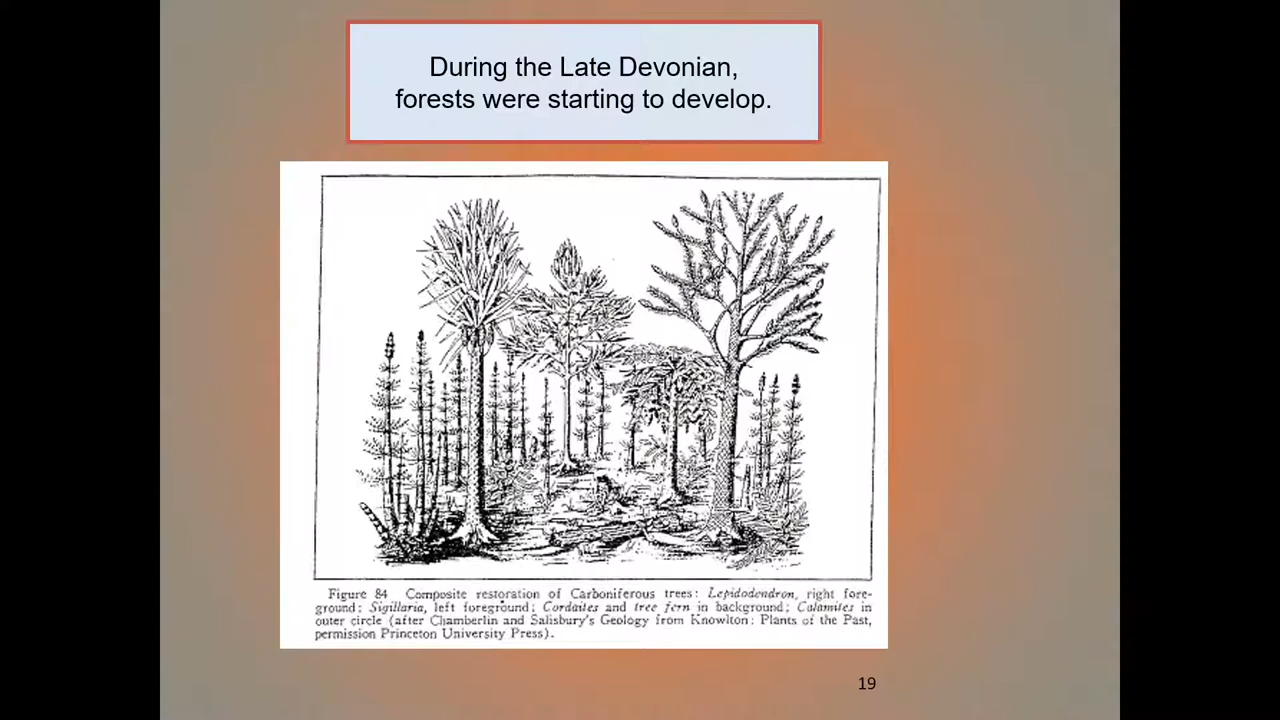 During the Late Devonian,
forests were starting to develop.
Figure 84 Composite restoration of Carboniferous trees: Lepidodendron, right fore-
ground; Sigillaria, left foreground; Cordaites and tree fern in background; Calamites in
outer circle (after Chamberlin and Salisbury's Geology from Knowlton: Plants of the Past,
permission Princeton University Press).
19